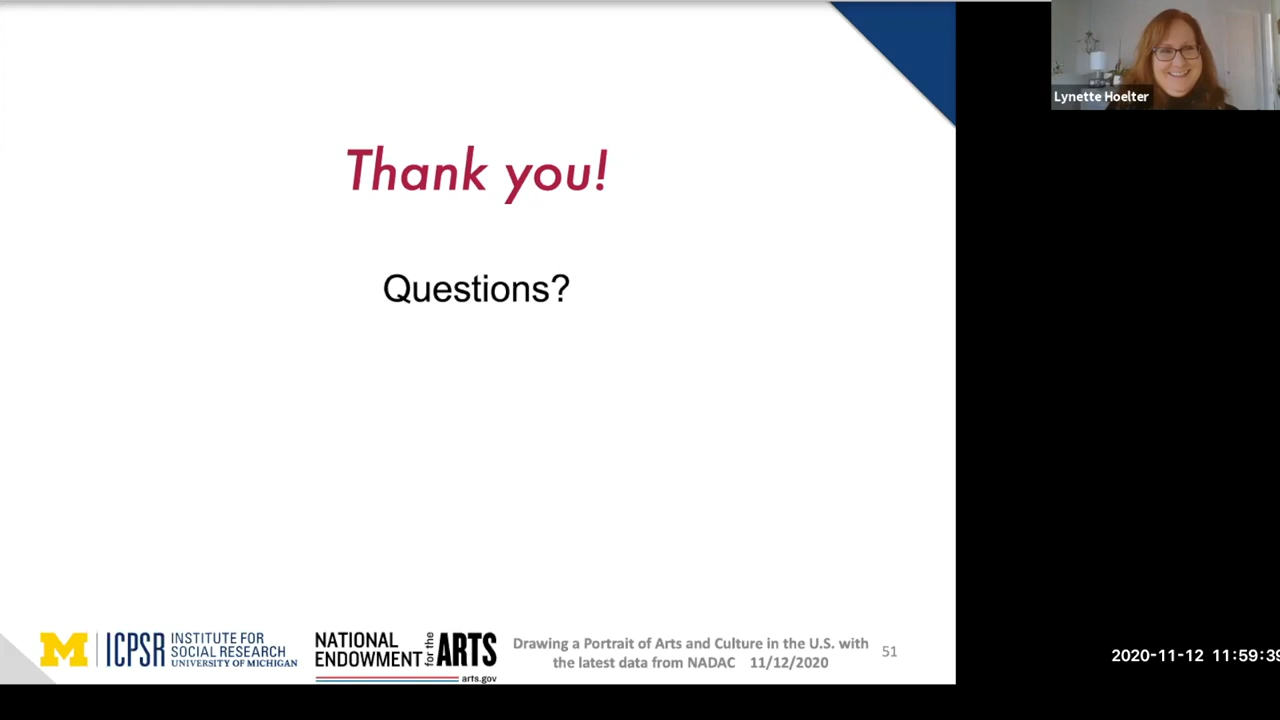 Lynette Hoelter
Thank you!
Questions?
M
ICPSR
INSTITUTE FOR
SOCIAL RESEARCH
UNIVERSITY OF MICHIGAN
NATIONAL
ENDOWMENT
for the
ARTS
arts.gov
Drawing a Portrait of Arts and Culture in the U.S. with
the latest data from NADAC 11/12/2020
51
2020-11-12 11:59:39